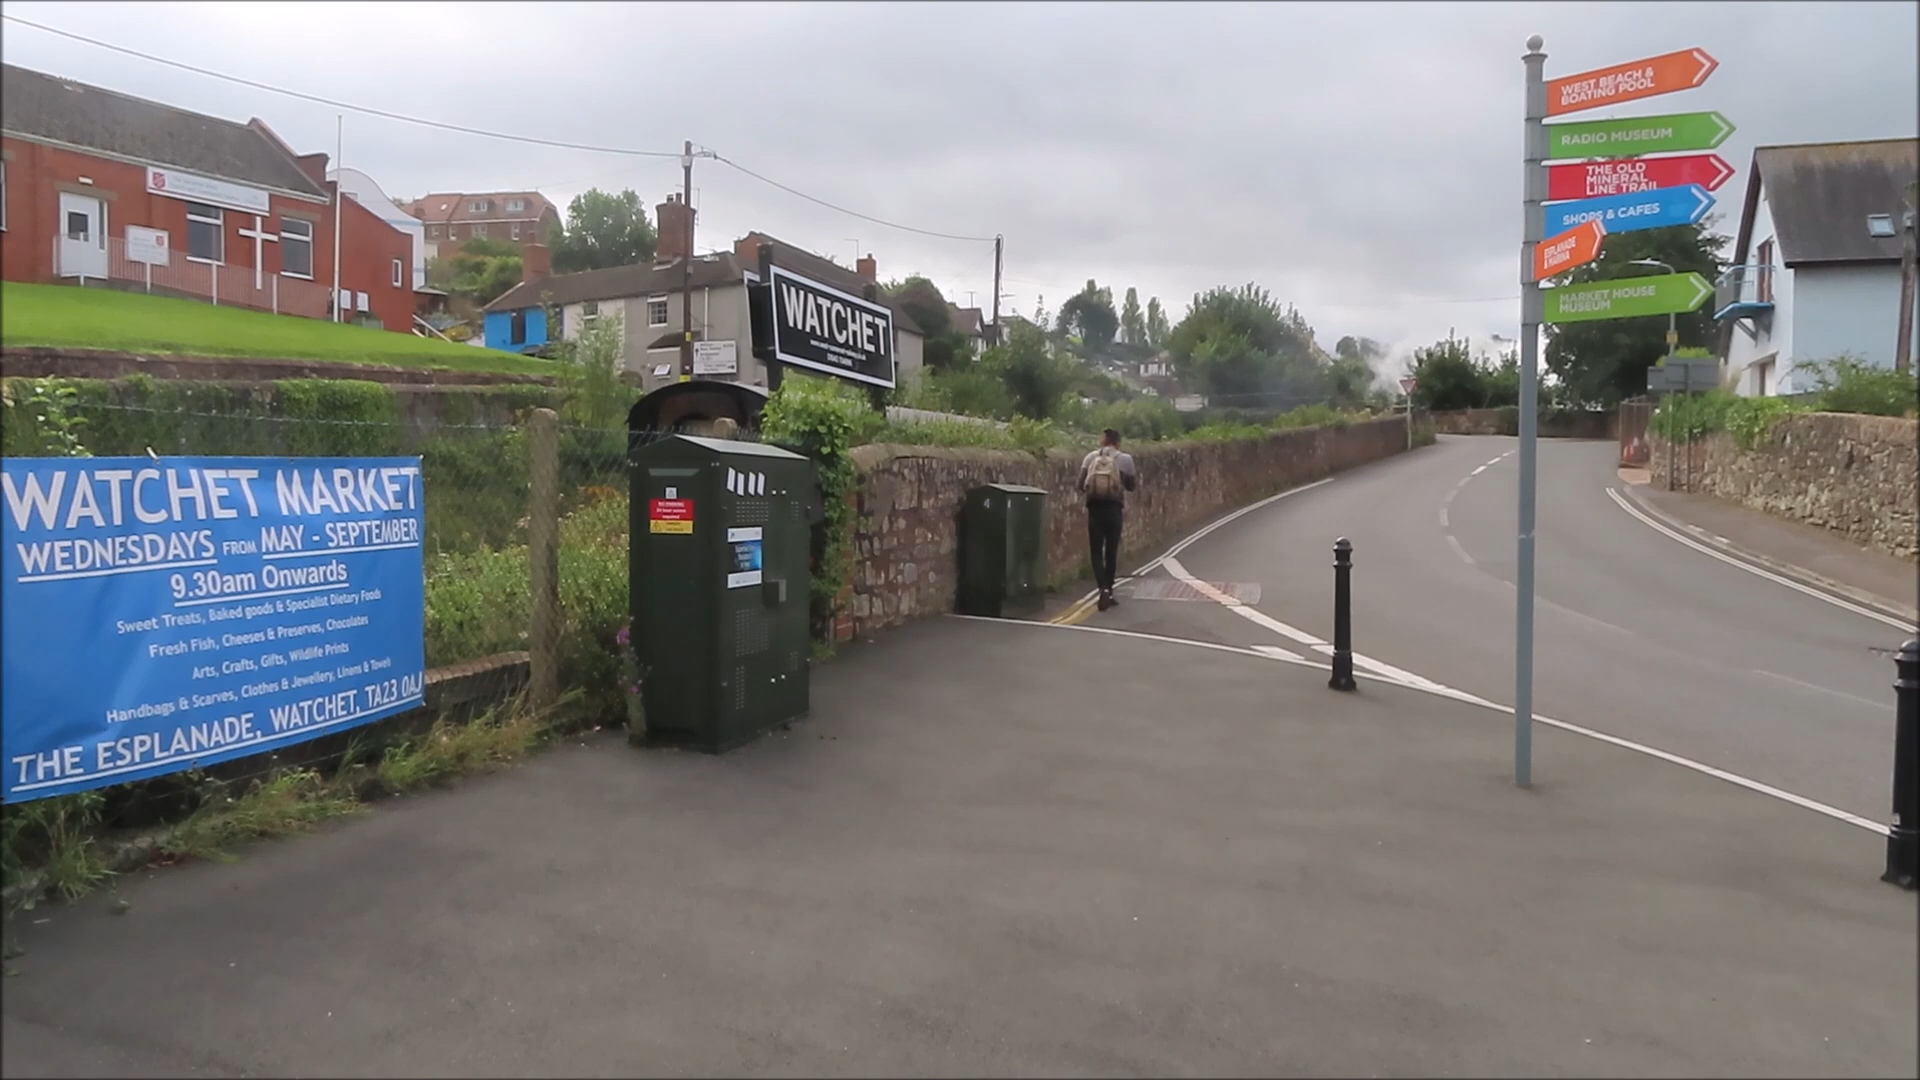 WATCHET MARKET
WEDNESDAYS FROM MAY - SEPTEMBER
9.30am Onwards
Sweet Treats, Baked goods & Specialist Dietary Foods
Fresh Fish, Cheeses & Preserves, Chocolates
Arts, Crafts, Gifts, Wildlife Prints
Handbags & Scarves, Clothes & Jewellery, Linens & Towels
THE ESPLANADE, WATCHET, TA23 0AJ
WATCHET
WEST BEACH &
BOATING POOL
RADIO MUSEUM
THE OLD
MINERAL
LINE TRAIL
SHOPS & CAFES
ESPLANADE
& MARINA
MARKET HOUSE
MUSEUM